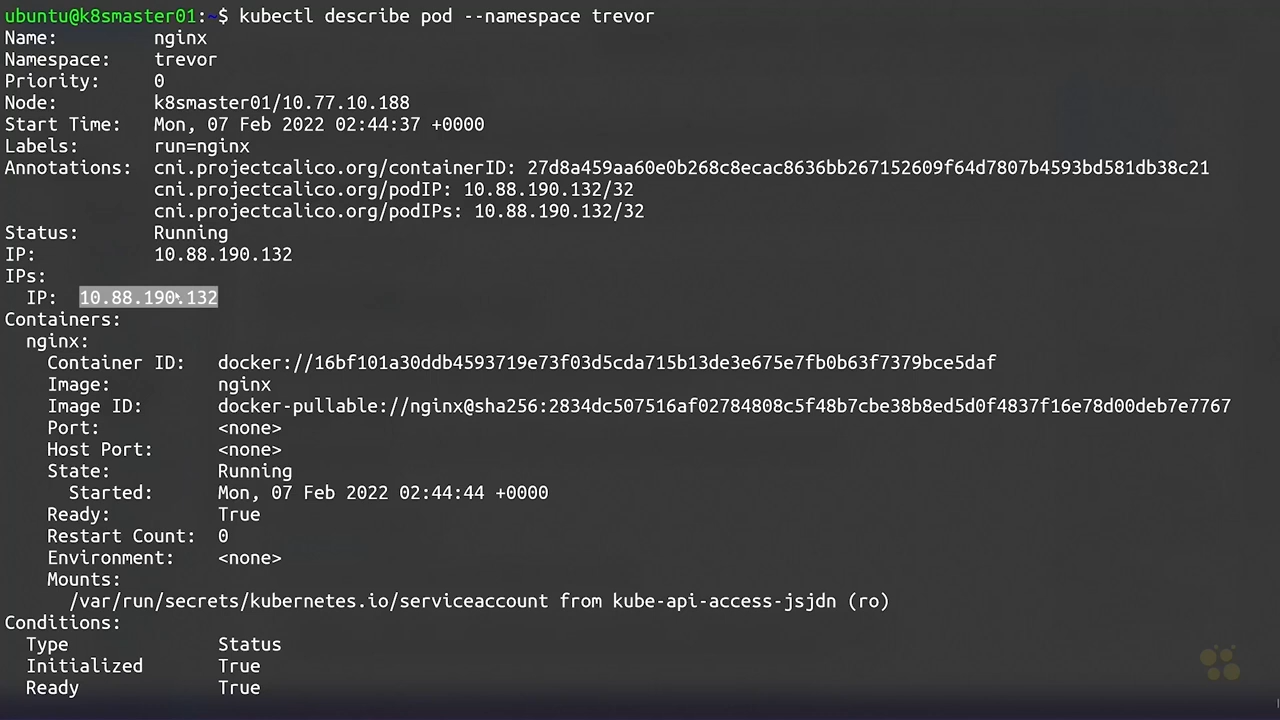 ubuntu@k8smaster01:~$ kubectl describe pod --namespace trevor
Name:         nginx
Namespace:    trevor
Priority:     0
Node:         k8smaster01/10.77.10.188
Start Time:   Mon, 07 Feb 2022 02:44:37 +0000
Labels:       run=nginx
Annotations:  cni.projectcalico.org/containerID: 27d8a459aa60e0b268c8ecac8636bb267152609f64d7807b4593bd581db38c21
              cni.projectcalico.org/podIP: 10.88.190.132/32
              cni.projectcalico.org/podIPs: 10.88.190.132/32
Status:       Running
IP:           10.88.190.132
IPs:
  IP:  10.88.190.132
Containers:
  nginx:
    Container ID:   docker://16bf101a30ddb4593719e73f03d5cda715b13de3e675e7fb0b63f7379bce5daf
    Image:          nginx
    Image ID:       docker-pullable://nginx@sha256:2834dc507516af02784808c5f48b7cbe38b8ed5d0f4837f16e78d00deb7e7767
    Port:           <none>
    Host Port:      <none>
    State:          Running
      Started:      Mon, 07 Feb 2022 02:44:44 +0000
    Ready:          True
    Restart Count:  0
    Environment:    <none>
    Mounts:
      /var/run/secrets/kubernetes.io/serviceaccount from kube-api-access-jsjdn (ro)
Conditions:
  Type              Status
  Initialized       True
  Ready             True